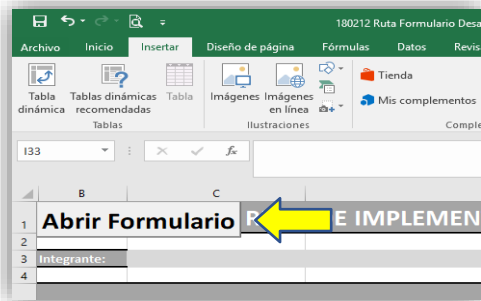 180212 Ruta Formulario Desa
Archivo Inicio Insertar Diseño de página Fórmulas Datos Revis
Tabla dinámica Tablas dinámicas recomendadas Tabla Imágenes Imágenes en línea Tienda Mis complementos
Tablas Ilustraciones Comple
I33 fx
B C
1 Abrir Formulario E IMPLEMEN
2
3 Integrante:
4